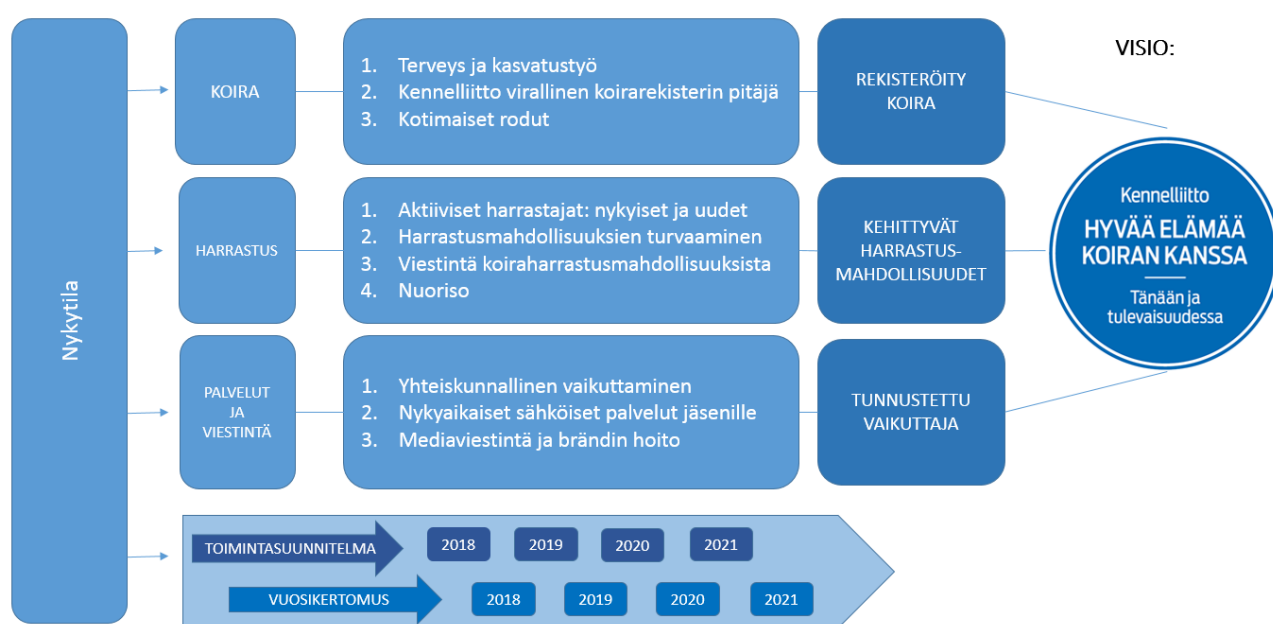 Nykytila
KOIRA
1. Terveys ja kasvatustyö
2. Kennelliitto virallinen koirarekisterin pitäjä
3. Kotimaiset rodut
REKISTERÖITY
KOIRA
VISIO:
HARRASTUS
1. Aktiiviset harrastajat: nykyiset ja uudet
2. Harrastusmahdollisuuksien turvaaminen
3. Viestintä koiraharrastusmahdollisuuksista
4. Nuoriso
KEHITTYVÄT
HARRASTUS-
MAHDOLLISUUDET
Kennelliitto
HYVÄÄ ELÄMÄÄ
KOIRAN KANSSA
Tänään ja
tulevaisuudessa
PALVELUT
JA
VIESTINTÄ
1. Yhteiskunnallinen vaikuttaminen
2. Nykyaikaiset sähköiset palvelut jäsenille
3. Mediaviestintä ja brändin hoito
TUNNUSTETTU
VAIKUTTAJA
TOIMINTASUUNNITELMA 2018 2019 2020 2021
VUOSIKERTOMUS 2018 2019 2020 2021